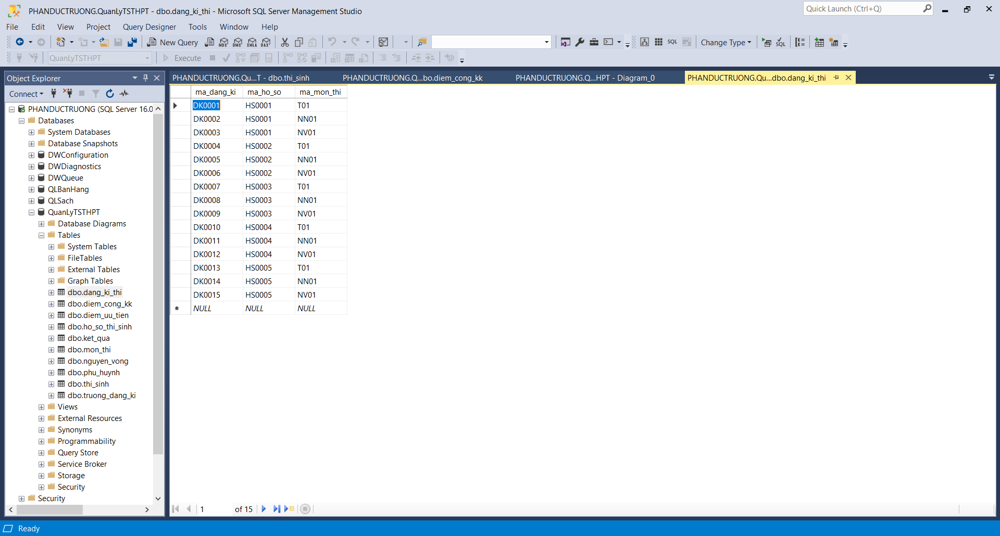 PHANDUCTRUONG.QuanLyTSTHPT - dbo.dang_ki_thi - Microsoft SQL Server Management Studio
Quick Launch (Ctrl+Q)
File Edit View Project Query Designer Tools Window Help
New Query MDX DMX XMLA DAX SQL Change Type SQL
QuanLyTSTHPT Execute
Object Explorer
Connect
PHANDUCTRUONG (SQL Server 16.0
Databases
System Databases
Database Snapshots
DWConfiguration
DWDiagnostics
DWQueue
QLBanHang
QLSach
QuanLyTSTHPT
Database Diagrams
Tables
System Tables
FileTables
External Tables
Graph Tables
dbo.dang_ki_thi
dbo.diem_cong_kk
dbo.diem_uu_tien
dbo.ho_so_thi_sinh
dbo.ket_qua
dbo.mon_thi
dbo.nguyen_vong
dbo.phu_huynh
dbo.thi_sinh
dbo.truong_dang_ki
Views
External Resources
Synonyms
Programmability
Query Store
Service Broker
Storage
Security
Security
PHANDUCTRUONG.Qu...T - dbo.thi_sinh PHANDUCTRUONG.Q...bo.diem_cong_kk PHANDUCTRUONG.Q...HPT - Diagram_0 PHANDUCTRUONG.Qu...dbo.dang_ki_thi
ma_dang_ki ma_ho_so ma_mon_thi
DK0001 HS0001 T01
DK0002 HS0001 NN01
DK0003 HS0001 NV01
DK0004 HS0002 T01
DK0005 HS0002 NN01
DK0006 HS0002 NV01
DK0007 HS0003 T01
DK0008 HS0003 NN01
DK0009 HS0003 NV01
DK0010 HS0004 T01
DK0011 HS0004 NN01
DK0012 HS0004 NV01
DK0013 HS0005 T01
DK0014 HS0005 NN01
DK0015 HS0005 NV01
* NULL NULL NULL
1 of 15
Ready